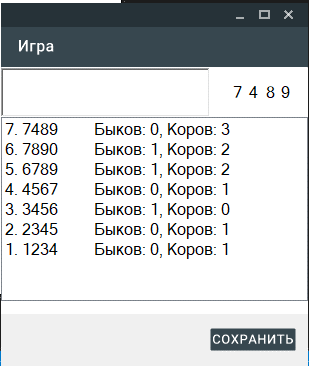 Игра
7 4 8 9
7. 7489 Быков: 0, Коров: 3
6. 7890 Быков: 1, Коров: 2
5. 6789 Быков: 1, Коров: 2
4. 4567 Быков: 0, Коров: 1
3. 3456 Быков: 1, Коров: 0
2. 2345 Быков: 0, Коров: 1
1. 1234 Быков: 0, Коров: 1
СОХРАНИТЬ